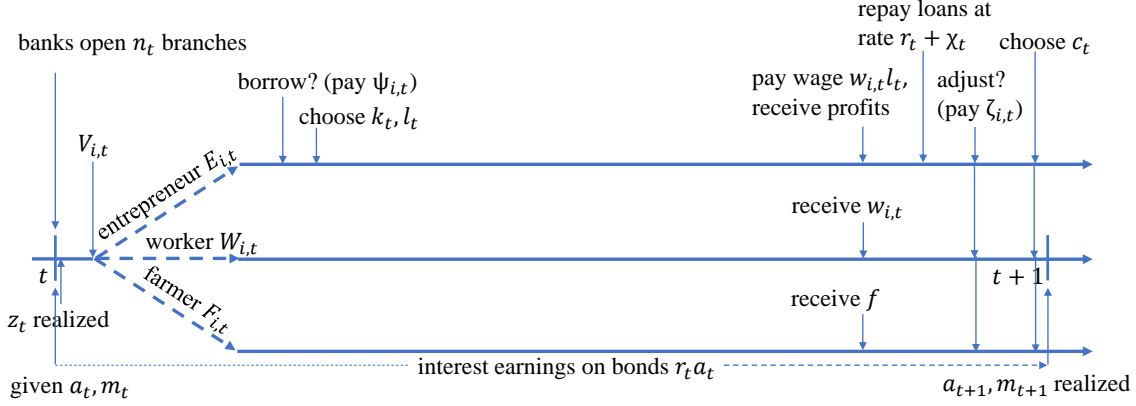 repay loans at
rate r_t + χ_t
banks open n_t branches
choose c_t
borrow? (pay ψ_{i,t})
choose k_t, l_t
pay wage w_{i,t}l_t,
receive profits
adjust?
(pay ζ_{i,t})
V_{i,t}
entrepreneur E_{i,t}
receive w_{i,t}
worker W_{i,t}
t
t + 1
farmer F_{i,t}
receive f
z_t realized
interest earnings on bonds r_t a_t
given a_t, m_t
a_{t+1}, m_{t+1} realized